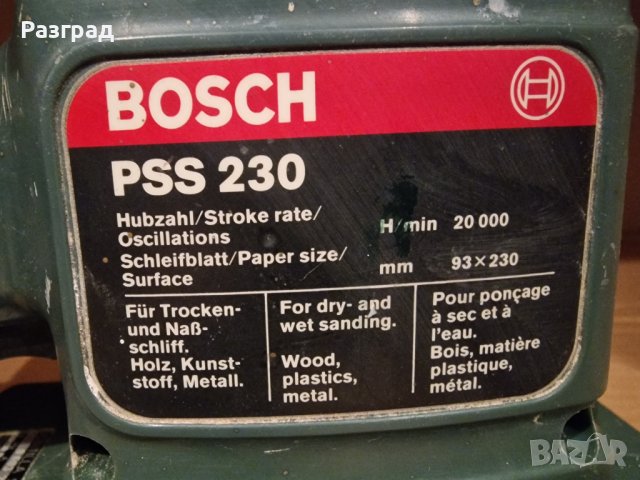 Разград
BOSCH
PSS 230
Hubzahl/Stroke rate/
Oscillations H/min 20 000
Schleifblatt/Paper size/
Surface mm 93×230
Für Trocken-
und Naß-
schliff.
Holz, Kunst-
stoff, Metall.
For dry- and
wet sanding.
Wood,
plastics,
metal.
Pour ponçage
à sec et à
l'eau.
Bois, matière
plastique,
métal.
BAZAR